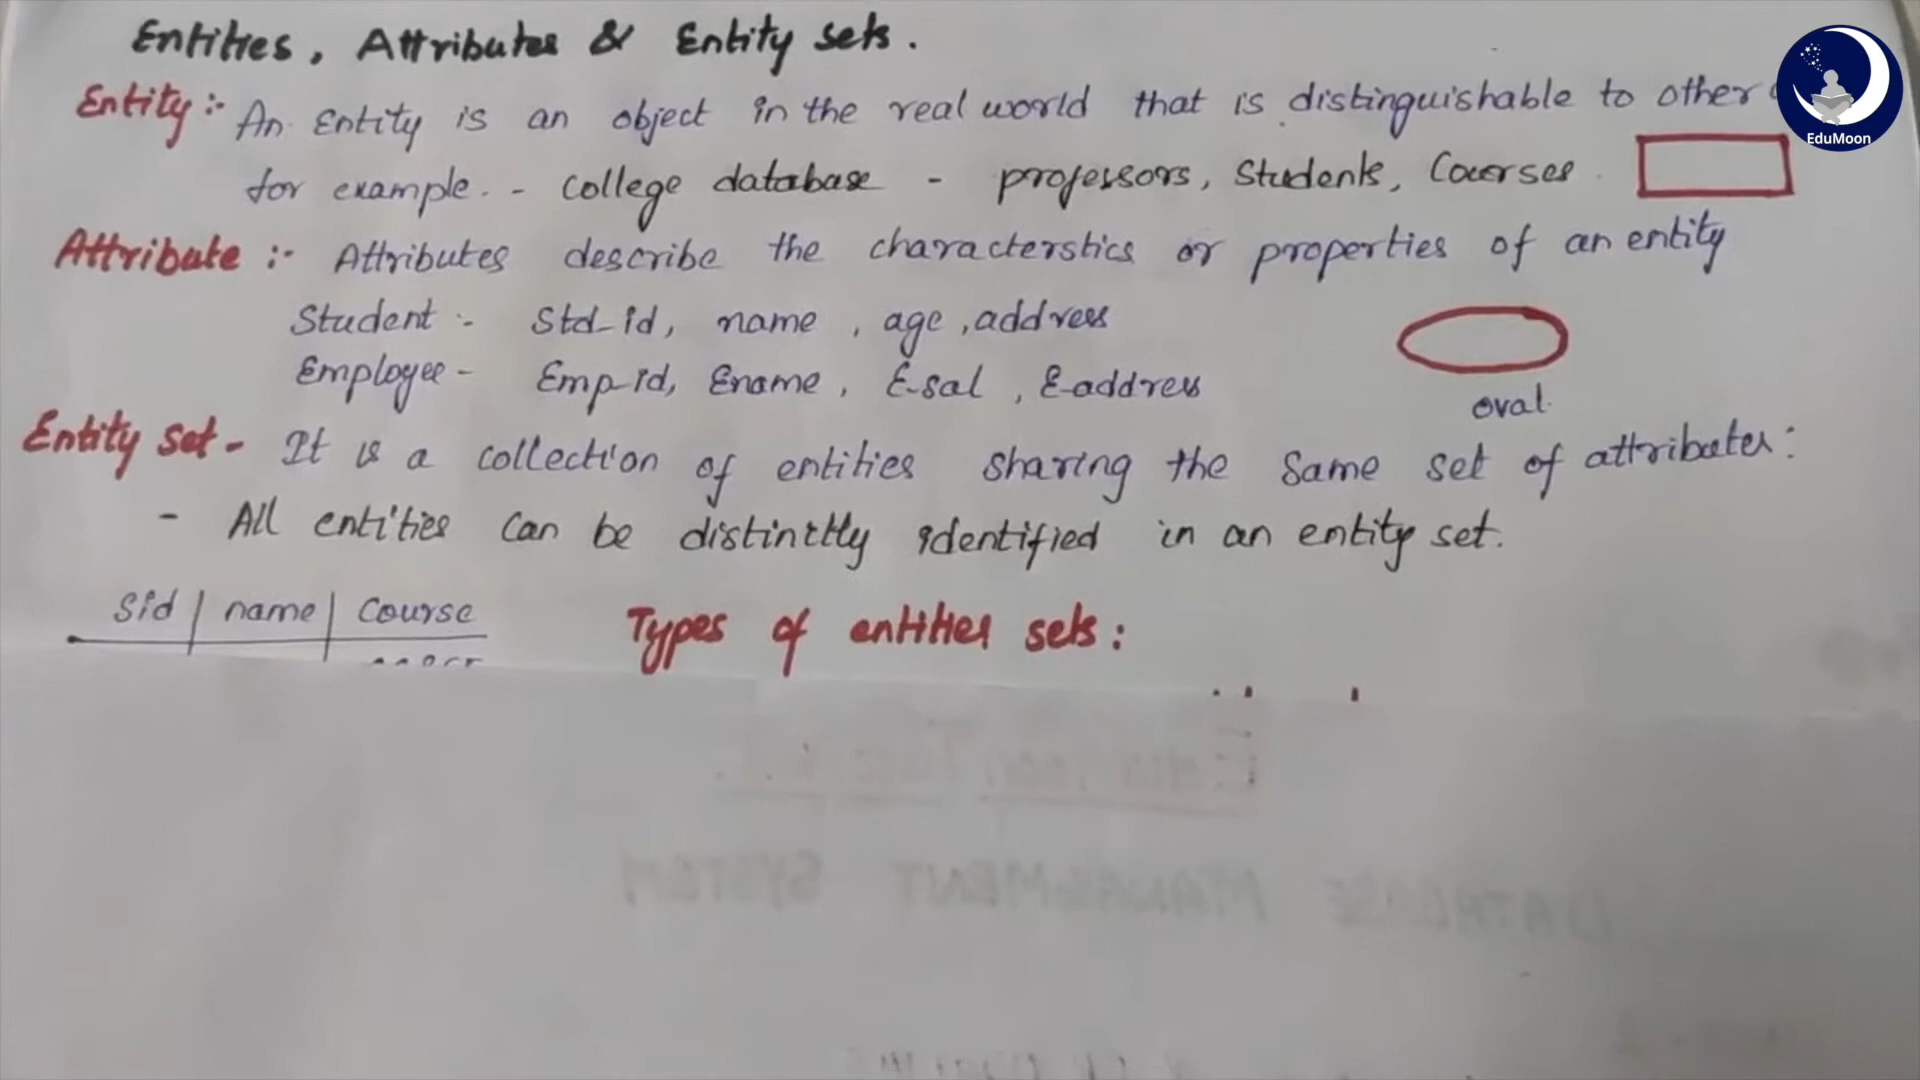 Entities, Attributes & Entity sets.
Entity :- An Entity is an object in the real world that is distinguishable to other
for example. - college database - professors, Students, Courses.
Attribute :- Attributes describe the characterstics or properties of an entity
Student :- Std_id, name, age, address
Employee - Emp-id, Ename, E-sal, E-address
oval.
Entity set - It is a collection of entities sharing the same set of attributes:
- All entities can be distinctly identified in an entity set.
Sid | name | Course
Types of entities sets:
DATABASE MANAGEMENT SYSTEM
EduMoon